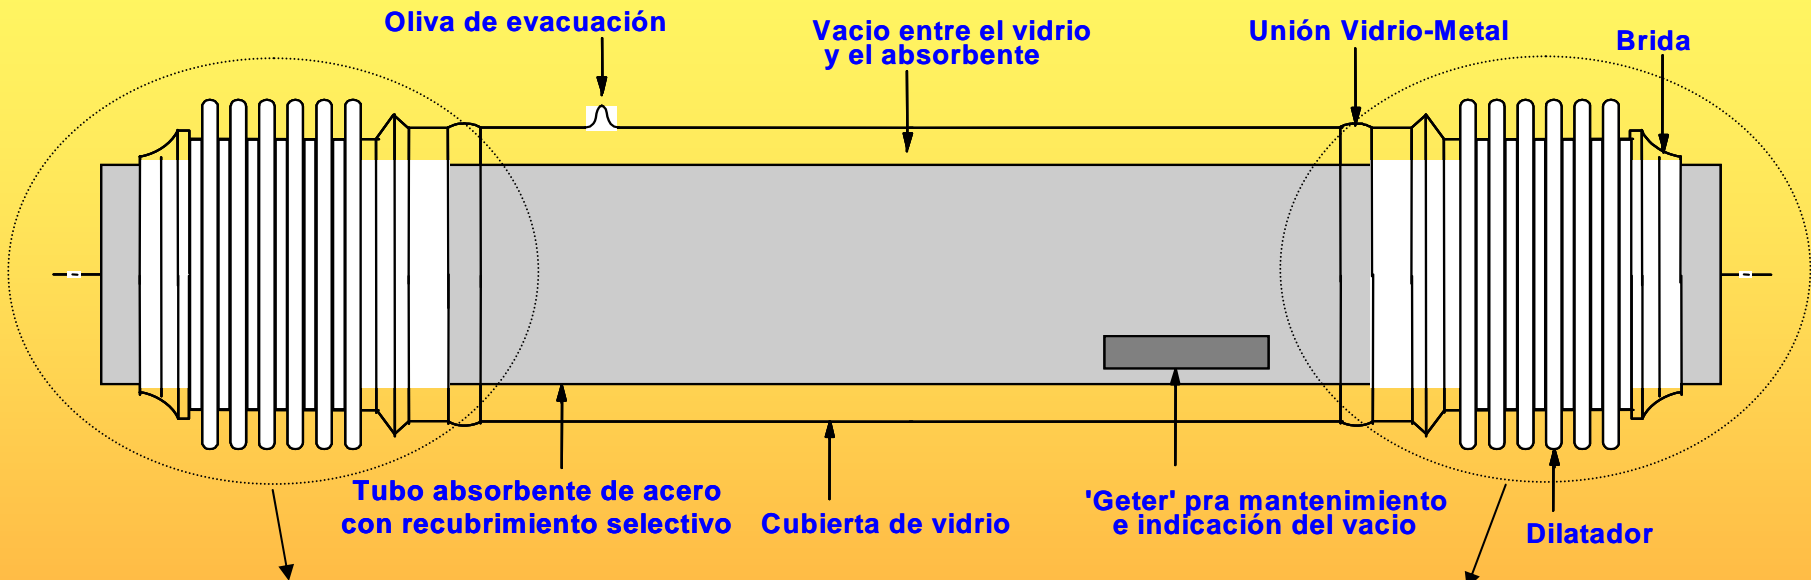 Oliva de evacuación
Vacio entre el vidrio
y el absorbente
Unión Vidrio-Metal
Brida
Tubo absorbente de acero
con recubrimiento selectivo
Cubierta de vidrio
'Geter' pra mantenimiento
e indicación del vacio
Dilatador